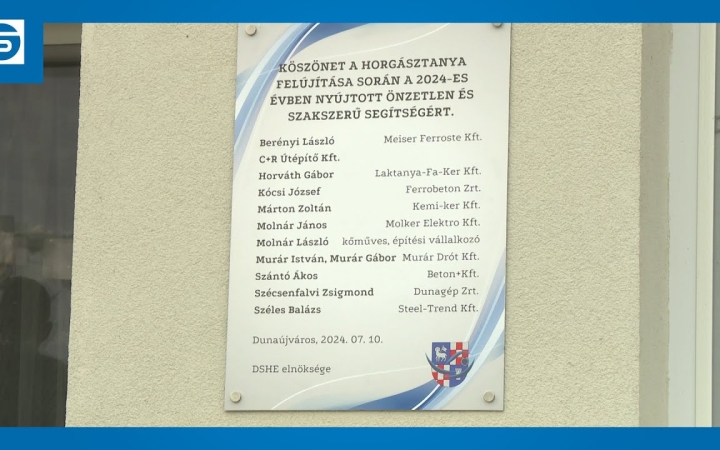 KÖSZÖNET A HORGÁSZTANYA
FELÚJÍTÁSA SORÁN A 2024-ES
ÉVBEN NYÚJTOTT ÖNZETLEN ÉS
SZAKSZERŰ SEGÍTSÉGÉRT.
Berényi László Meiser Ferroste Kft.
C+R Útépítő Kft.
Horváth Gábor Laktanya-Fa-Ker Kft.
Kócsi József Ferrobeton Zrt.
Márton Zoltán Kemi-ker Kft.
Molnár János Molker Elektro Kft.
Molnár László kőműves, építési vállalkozó
Murár István, Murár Gábor Murár Drót Kft.
Szántó Ákos Beton+Kft.
Szécsenfalvi Zsigmond Dunagép Zrt.
Széles Balázs Steel-Trend Kft.
Dunaújváros, 2024. 07. 10.
DSHE elnöksége